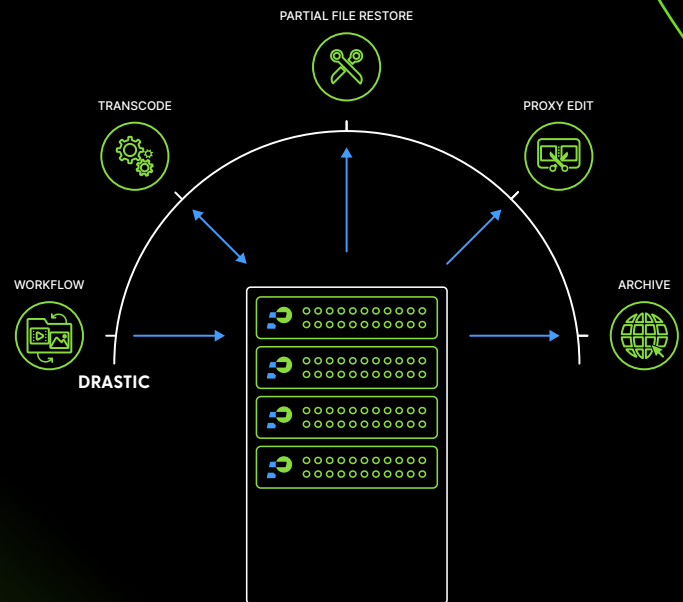 PARTIAL FILE RESTORE
TRANSCODE
PROXY EDIT
WORKFLOW
ARCHIVE
DRASTIC